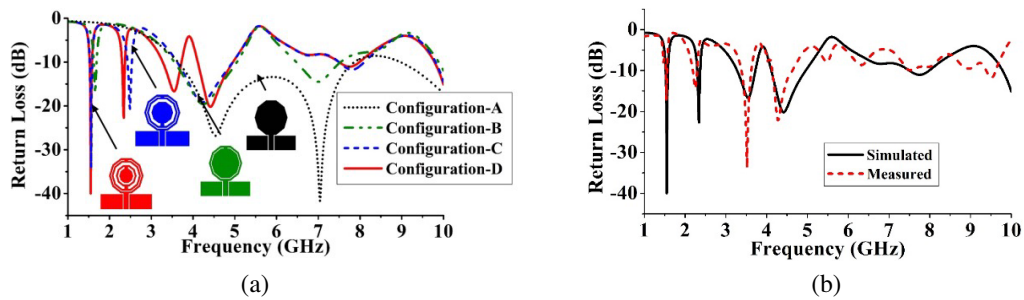 0
-10
-20
-30
-40
Return Loss (dB)
Configuration-A
Configuration-B
Configuration-C
Configuration-D
1 2 3 4 5 6 7 8 9 10
Frequency (GHz)
(a)
0
-10
-20
-30
-40
Return Loss (dB)
Simulated
Measured
1 2 3 4 5 6 7 8 9 10
Frequency (GHz)
(b)